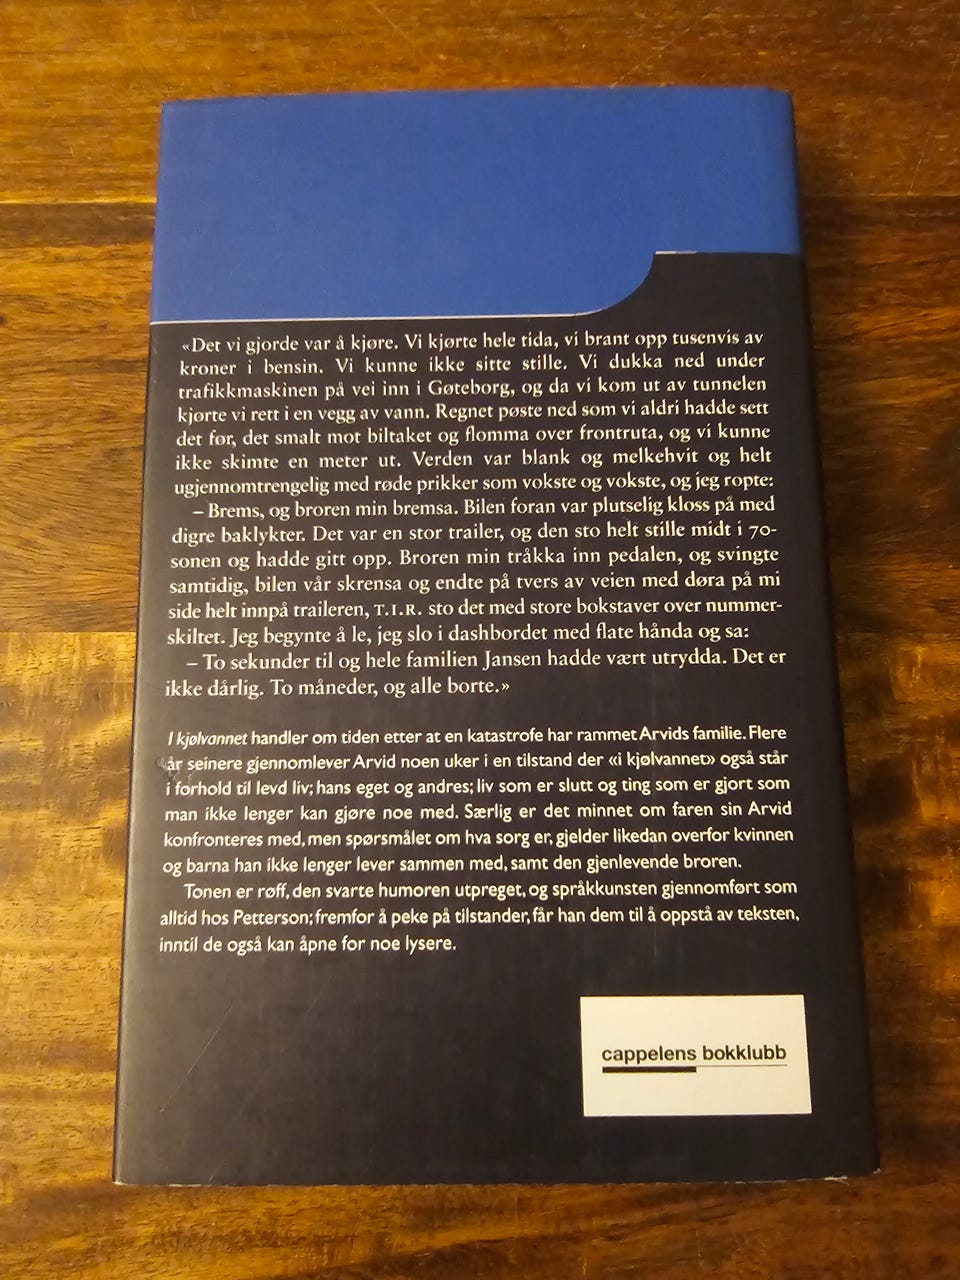 «Det vi gjorde var å kjøre. Vi kjørte hele tida, vi brant opp tusenvis av
kroner i bensin. Vi kunne ikke sitte stille. Vi dukka ned under
trafikkmaskinen på vei inn i Gøteborg, og da vi kom ut av tunnelen
kjørte vi rett i en vegg av vann. Regnet pøste ned som vi aldri hadde sett
det før, det smalt mot biltaket og flomma over frontruta, og vi kunne
ikke skimte en meter ut. Verden var blank og melkehvit og helt
ugjennomtrengelig med røde prikker som vokste og vokste, og jeg ropte:
– Brems, og broren min bremsa. Bilen foran var plutselig kloss på med
digre baklykter. Det var en stor trailer, og den sto helt stille midt i 70-
sonen og hadde gitt opp. Broren min tråkka inn pedalen, og svingte
samtidig, bilen vår skrensa og endte på tvers av veien med døra på mi
side helt innpå traileren, T.I.R. sto det med store bokstaver over nummer-
skiltet. Jeg begynte å le, jeg slo i dashbordet med flate hånda og sa:
– To sekunder til og hele familien Jansen hadde vært utrydda. Det er
ikke dårlig. To måneder, og alle borte.»
I kjølvannet handler om tiden etter at en katastrofe har rammet Arvids familie. Flere
år seinere gjennomlever Arvid noen uker i en tilstand der «i kjølvannet» også står
i forhold til levd liv; hans eget og andres; liv som er slutt og ting som er gjort som
man ikke lenger kan gjøre noe med. Særlig er det minnet om faren sin Arvid
konfronteres med, men spørsmålet om hva sorg er, gjelder likedan overfor kvinnen
og barna han ikke lenger lever sammen med, samt den gjenlevende broren.
Tonen er røff, den svarte humoren utpreget, og språkkunsten gjennomført som
alltid hos Petterson; fremfor å peke på tilstander, får han dem til å oppstå av teksten,
inntil de også kan åpne for noe lysere.
cappelens bokklubb